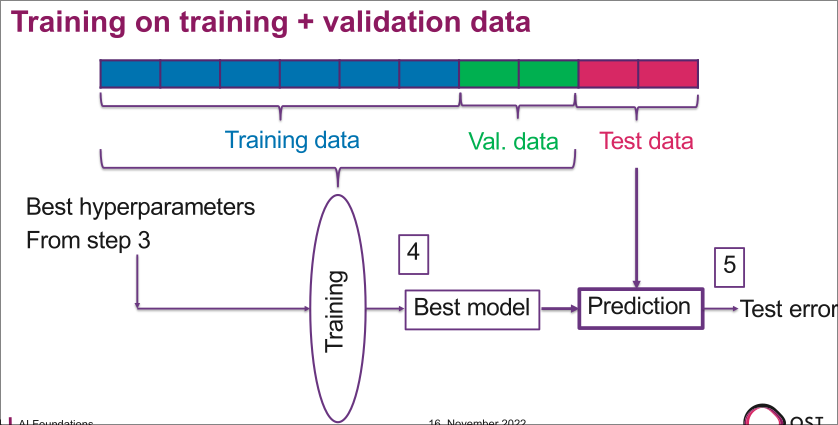 Training on training + validation data
Training data
Val. data
Test data
Best hyperparameters
From step 3
Training
4
Best model
Prediction
5
Test error
AI Foundations
16. November 2022
OST